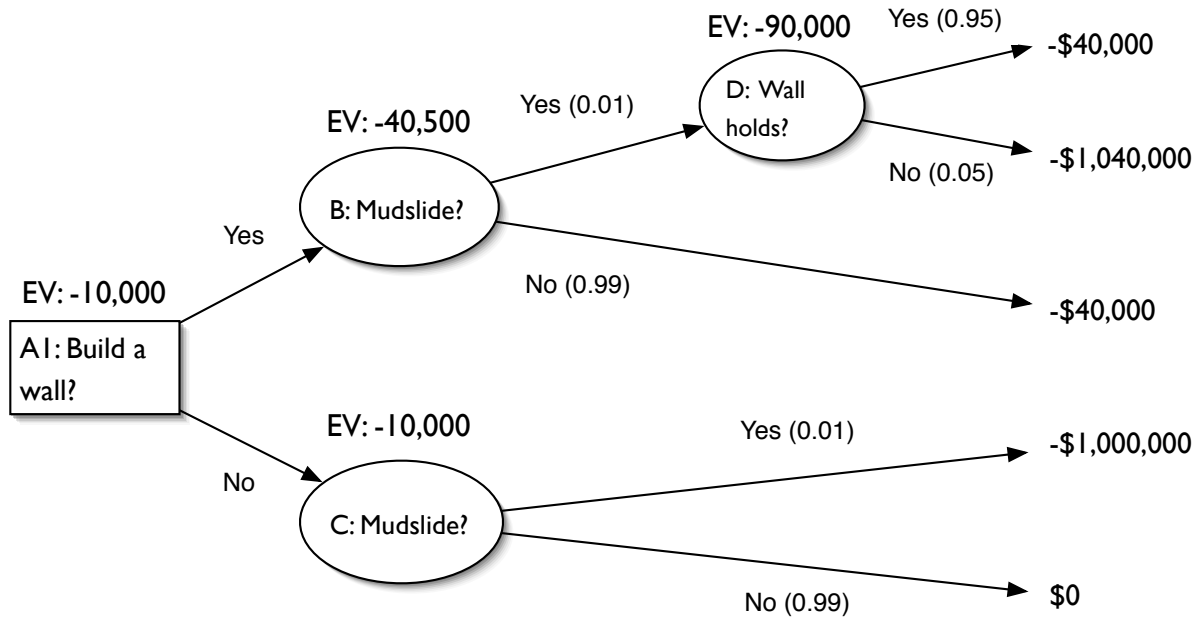 EV: -90,000
Yes (0.95)
-$40,000
D: Wall
holds?
Yes (0.01)
EV: -40,500
-$1,040,000
No (0.05)
B: Mudslide?
Yes
No (0.99)
EV: -10,000
-$40,000
A1: Build a
wall?
EV: -10,000
Yes (0.01)
-$1,000,000
No
C: Mudslide?
No (0.99)
$0